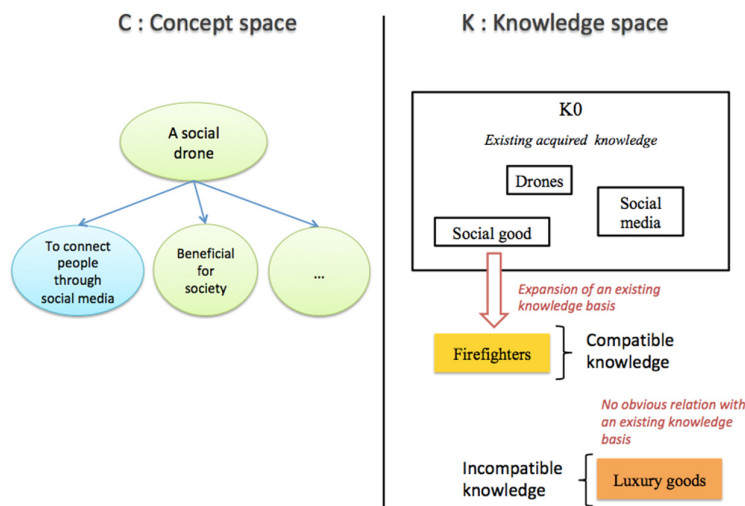 C : Concept space
A social
drone
To connect
people
through
social media
Beneficial
for
society
...
K : Knowledge space
K0
Existing acquired knowledge
Drones
Social
media
Social good
Expansion of an existing
knowledge basis
Firefighters
Compatible
knowledge
No obvious relation with
an existing knowledge
basis
Incompatible
knowledge
Luxury goods